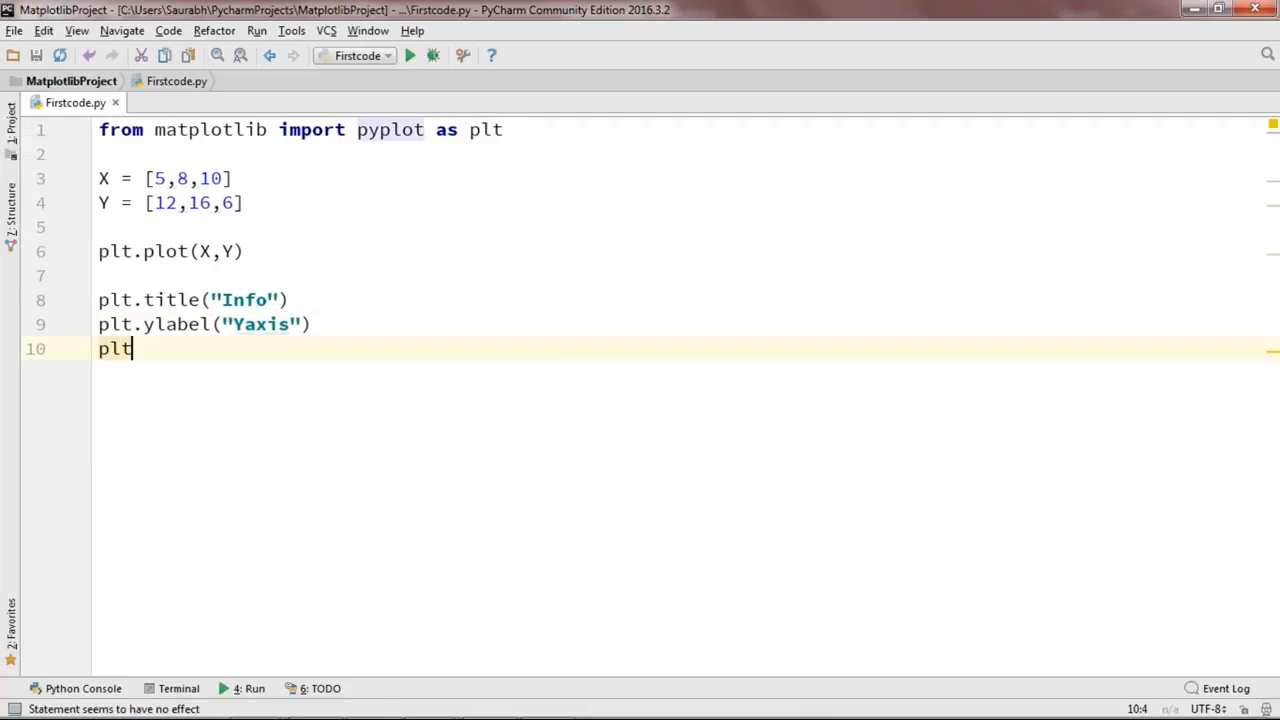 MatplotlibProject - [C:\Users\Saurabh\PycharmProjects\MatplotlibProject] - ...\Firstcode.py - PyCharm Community Edition 2016.3.2
File Edit View Navigate Code Refactor Run Tools VCS Window Help
Firstcode
MatplotlibProject Firstcode.py
Firstcode.py
1: Project
Z: Structure
2: Favorites
1 from matplotlib import pyplot as plt
2
3 X = [5,8,10]
4 Y = [12,16,6]
5
6 plt.plot(X,Y)
7
8 plt.title("Info")
9 plt.ylabel("Yaxis")
10 plt
Python Console Terminal 4: Run 6: TODO Event Log
Statement seems to have no effect 10:4 n/a UTF-8